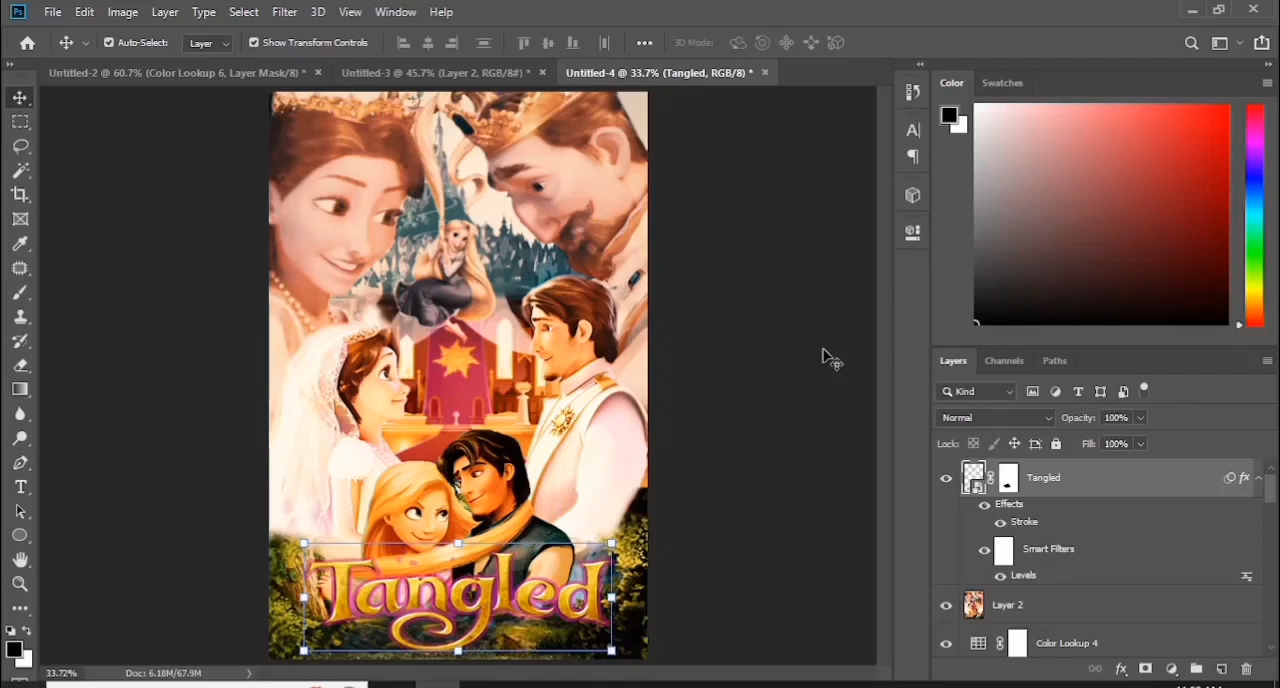 Ps File Edit Image Layer Type Select Filter 3D View Window Help
Auto-Select: Layer Show Transform Controls 3D Mode:
Untitled-2 @ 60.7% (Color Lookup 6, Layer Mask/8) * × Untitled-3 @ 45.7% (Layer 2, RGB/8#) * × Untitled-4 @ 33.7% (Tangled, RGB/8) * ×
Color Swatches
Tangled
Layers Channels Paths
Kind
Normal Opacity: 100%
Lock: Fill: 100%
Tangled fx
Effects
Stroke
Smart Filters
Levels
Layer 2
Color Lookup 4
33.72% Doc: 6.18M/67.9M